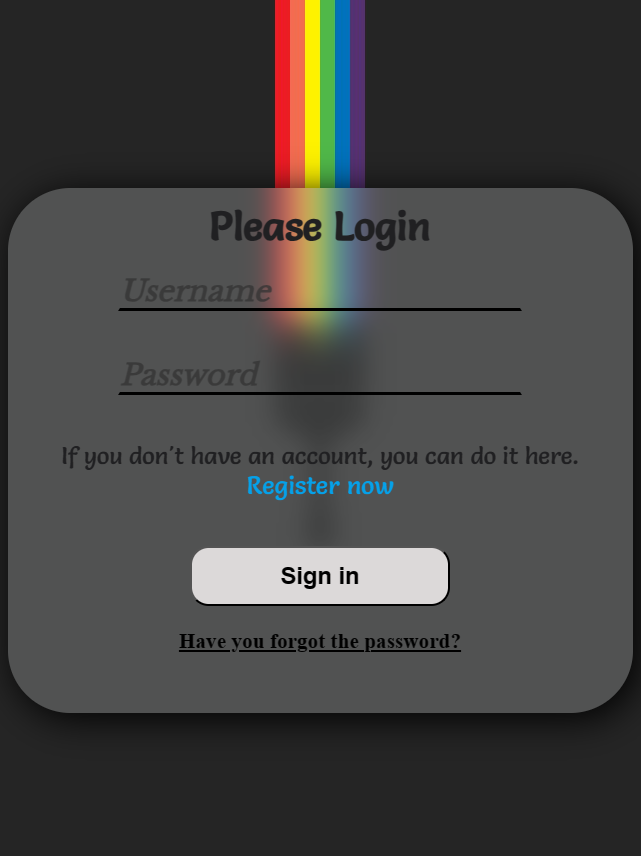 Please Login
Username
Password
If you don't have an account, you can do it here.
Register now
Sign in
Have you forgot the password?